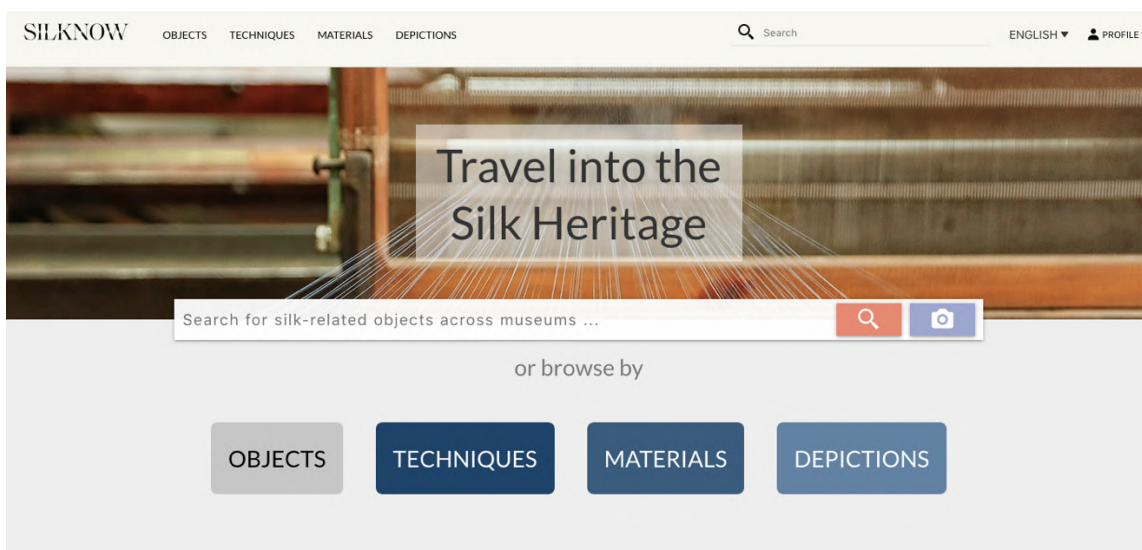 SILKNOW OBJECTS TECHNIQUES MATERIALS DEPICTIONS Search ENGLISH▼ PROFILE
Travel into the
Silk Heritage
Search for silk-related objects across museums ...
or browse by
OBJECTS TECHNIQUES MATERIALS DEPICTIONS